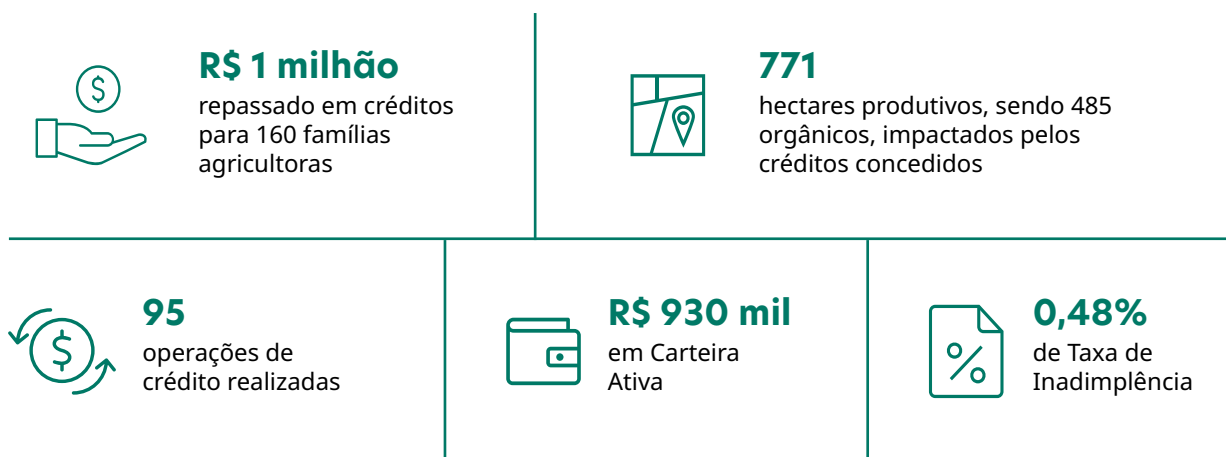 R$ 1 milhão
repassado em créditos
para 160 famílias
agricultoras
771
hectares produtivos, sendo 485
orgânicos, impactados pelos
créditos concedidos
95
operações de
crédito realizadas
R$ 930 mil
em Carteira
Ativa
0,48%
de Taxa de
Inadimplência